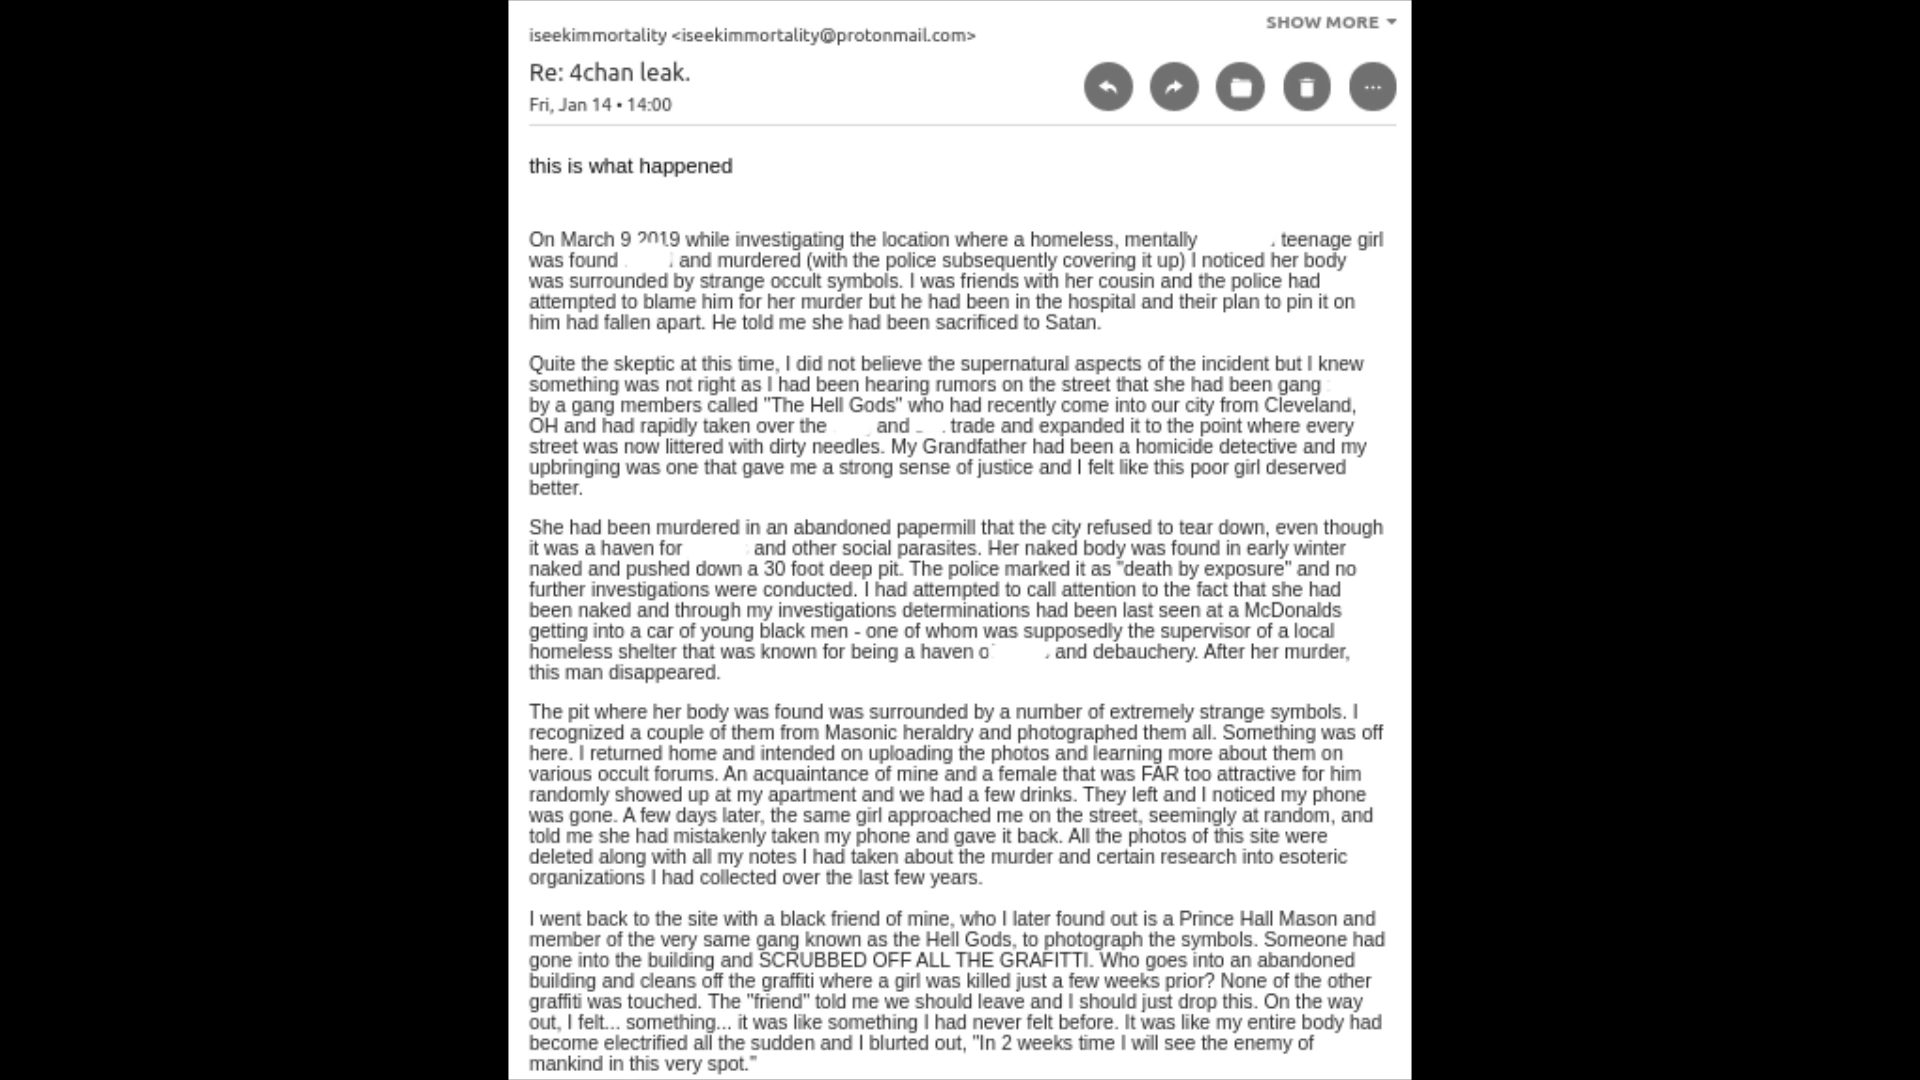 SHOW MORE
iseekimmortality <iseekimmortality@protonmail.com>
Re: 4chan leak.
Fri, Jan 14 • 14:00
this is what happened
On March 9 2019 while investigating the location where a homeless, mentally teenage girl
was found and murdered (with the police subsequently covering it up) I noticed her body
was surrounded by strange occult symbols. I was friends with her cousin and the police had
attempted to blame him for her murder but he had been in the hospital and their plan to pin it on
him had fallen apart. He told me she had been sacrificed to Satan.
Quite the skeptic at this time, I did not believe the supernatural aspects of the incident but I knew
something was not right as I had been hearing rumors on the street that she had been gang
by a gang members called "The Hell Gods" who had recently come into our city from Cleveland,
OH and had rapidly taken over the and trade and expanded it to the point where every
street was now littered with dirty needles. My Grandfather had been a homicide detective and my
upbringing was one that gave me a strong sense of justice and I felt like this poor girl deserved
better.
She had been murdered in an abandoned papermill that the city refused to tear down, even though
it was a haven for and other social parasites. Her naked body was found in early winter
naked and pushed down a 30 foot deep pit. The police marked it as "death by exposure" and no
further investigations were conducted. I had attempted to call attention to the fact that she had
been naked and through my investigations determinations had been last seen at a McDonalds
getting into a car of young black men - one of whom was supposedly the supervisor of a local
homeless shelter that was known for being a haven and debauchery. After her murder,
this man disappeared.
The pit where her body was found was surrounded by a number of extremely strange symbols. I
recognized a couple of them from Masonic heraldry and photographed them all. Something was off
here. I returned home and intended on uploading the photos and learning more about them on
various occult forums. An acquaintance of mine and a female that was FAR too attractive for him
randomly showed up at my apartment and we had a few drinks. They left and I noticed my phone
was gone. A few days later, the same girl approached me on the street, seemingly at random, and
told me she had mistakenly taken my phone and gave it back. All the photos of this site were
deleted along with all my notes I had taken about the murder and certain research into esoteric
organizations I had collected over the last few years.
I went back to the site with a black friend of mine, who I later found out is a Prince Hall Mason and
member of the very same gang known as the Hell Gods, to photograph the symbols. Someone had
gone into the building and SCRUBBED OFF ALL THE GRAFITTI. Who goes into an abandoned
building and cleans off the graffiti where a girl was killed just a few weeks prior? None of the other
graffiti was touched. The "friend" told me we should leave and I should just drop this. On the way
out, I felt... something... it was like something I had never felt before. It was like my entire body had
become electrified all the sudden and I blurted out, "In 2 weeks time I will see the enemy of
mankind in this very spot."